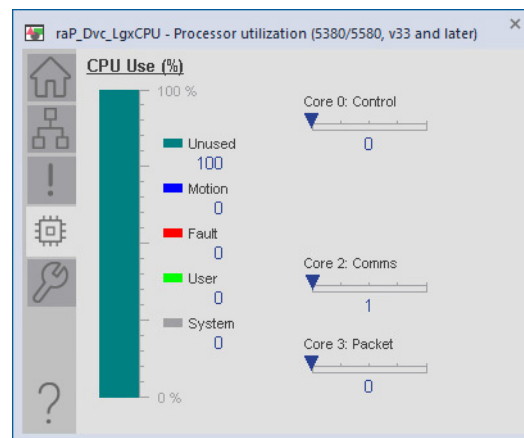 raP_Dvc_LgxCPU - Processor utilization (5380/5580, v33 and later)
CPU Use (%)
100 %
Unused
100
Motion
0
Fault
0
User
0
System
0
0 %
Core 0: Control
0
Core 2: Comms
1
Core 3: Packet
0
?